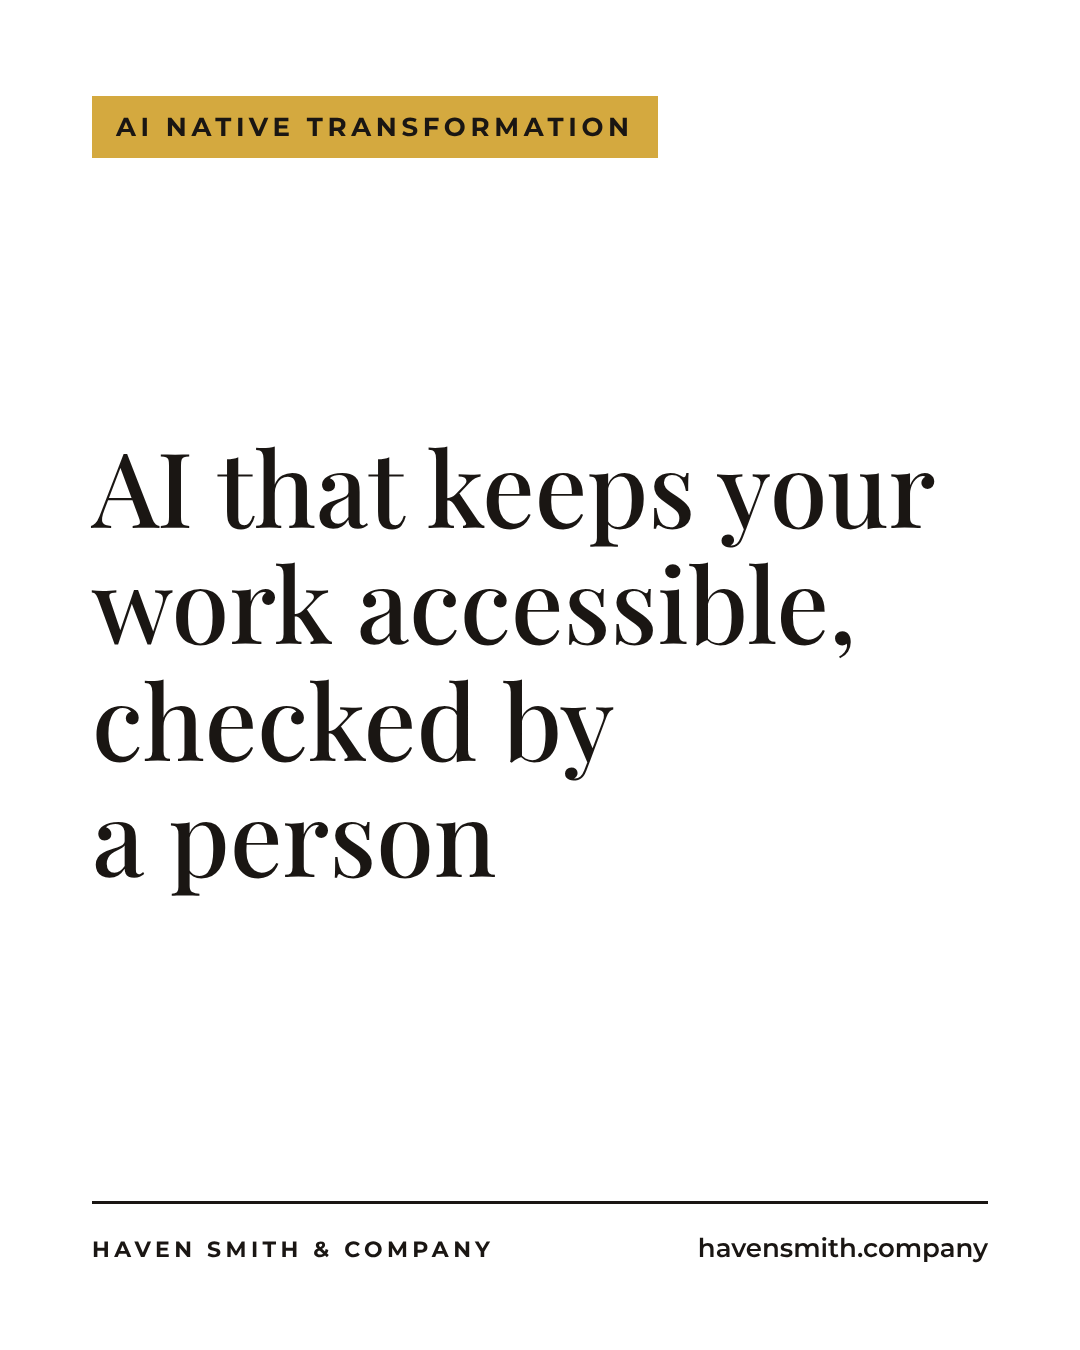 AI NATIVE TRANSFORMATION
AI that keeps your
work accessible,
checked by
a person
HAVEN SMITH & COMPANY
havensmith.company